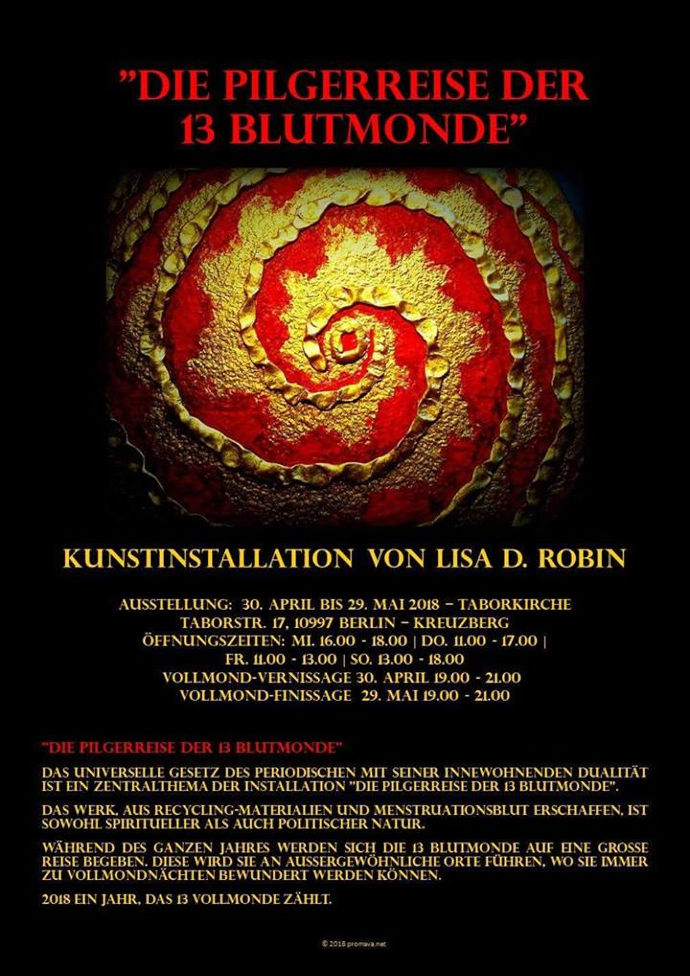 "DIE PILGERREISE DER
13 BLUTMONDE"
KUNSTINSTALLATION VON LISA D. ROBIN
AUSSTELLUNG: 30. APRIL BIS 29. MAI 2018 – TABORKIRCHE
TABORSTR. 17, 10997 BERLIN – KREUZBERG
ÖFFNUNGSZEITEN: MI. 16.00 - 18.00 | DO. 11.00 - 17.00 |
FR. 11.00 - 13.00 | SO. 13.00 - 18.00
VOLLMOND-VERNISSAGE 30. APRIL 19.00 - 21.00
VOLLMOND-FINISSAGE 29. MAI 19.00 - 21.00
"DIE PILGERREISE DER 13 BLUTMONDE"
DAS UNIVERSELLE GESETZ DES PERIODISCHEN MIT SEINER INNEWOHNENDEN DUALITÄT
IST EIN ZENTRALTHEMA DER INSTALLATION "DIE PILGERREISE DER 13 BLUTMONDE".
DAS WERK, AUS RECYCLING-MATERIALIEN UND MENSTRUATIONSBLUT ERSCHAFFEN, IST
SOWOHL SPIRITUELLER ALS AUCH POLITISCHER NATUR.
WÄHREND DES GANZEN JAHRES WERDEN SICH DIE 13 BLUTMONDE AUF EINE GROSSE
REISE BEGEBEN. DIESE WIRD SIE AN AUSSERGEWÖHNLICHE ORTE FÜHREN, WO SIE IMMER
ZU VOLLMONDNÄCHTEN BEWUNDERT WERDEN KÖNNEN.
2018 EIN JAHR, DAS 13 VOLLMONDE ZÄHLT.
© 2018 promava.net